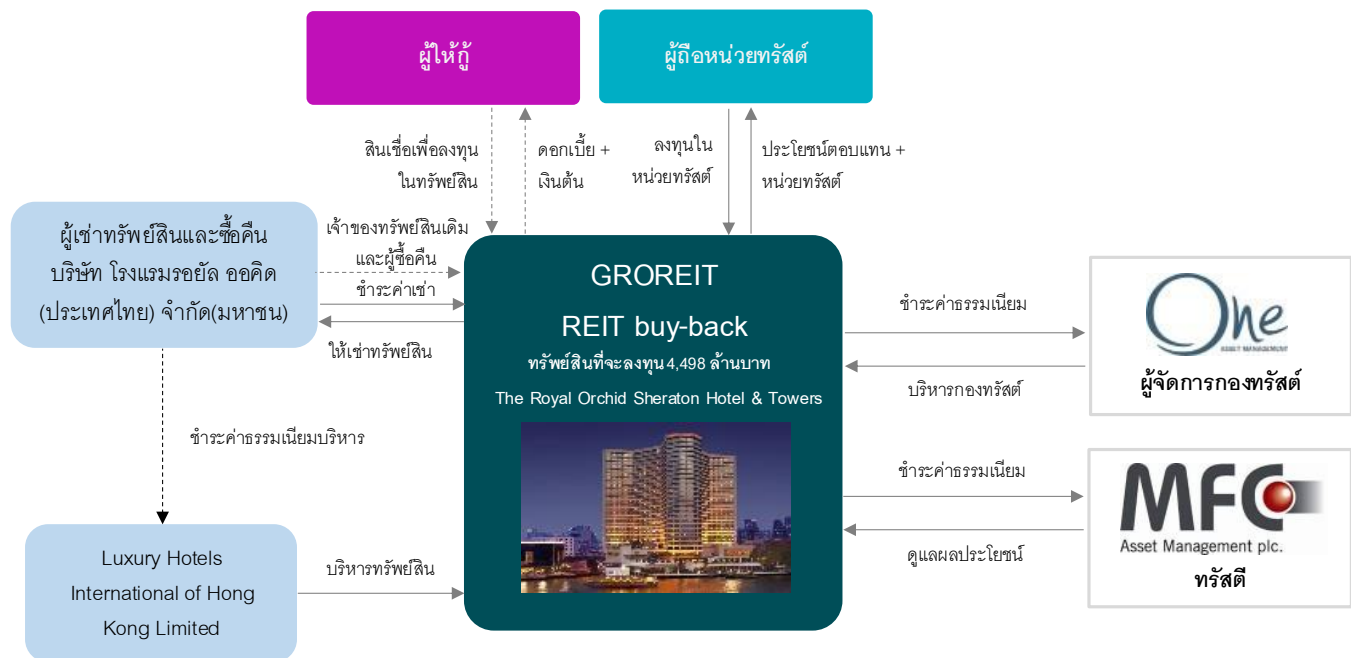 ผู้ให้กู้
ผู้ถือหน่วยทรัสต์
สินเชื่อเพื่อลงทุน
ในทรัพย์สิน
ดอกเบี้ย +
เงินต้น
ลงทุนใน
หน่วยทรัสต์
ประโยชน์ตอบแทน +
หน่วยทรัสต์
ผู้เช่าทรัพย์สินและซื้อคืน
บริษัท โรงแรมรอยัล ออคิด
(ประเทศไทย) จำกัด(มหาชน)
เจ้าของทรัพย์สินเดิม
และผู้ซื้อคืน
ชำระค่าเช่า
ให้เช่าทรัพย์สิน
GROREIT
REIT buy-back
ทรัพย์สินที่จะลงทุน 4,498 ล้านบาท
The Royal Orchid Sheraton Hotel & Towers
ชำระค่าธรรมเนียม
บริหารกองทรัสต์
One
ASSET MANAGEMENT
ผู้จัดการกองทรัสต์
ชำระค่าธรรมเนียมบริหาร
ชำระค่าธรรมเนียม
ดูแลผลประโยชน์
MFC
Asset Management plc.
ทรัสตี
Luxury Hotels
International of Hong
Kong Limited
บริหารทรัพย์สิน